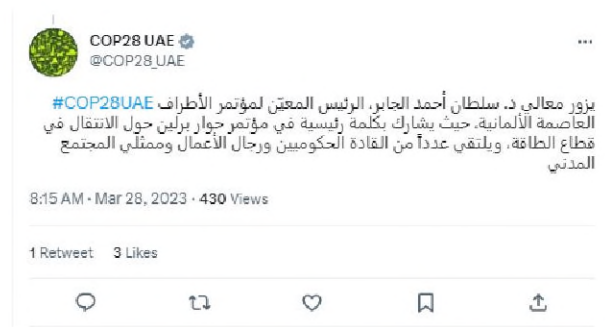 COP28 UAE
@COP28_UAE
يزور معالي د. سلطان أحمد الجابر، الرئيس المعيّن لمؤتمر الأطراف #COP28UAE
العاصمة الألمانية، حيث يشارك بكلمة رئيسية في مؤتمر حوار برلين حول الانتقال في
قطاع الطاقة، ويلتقي عدداً من القادة الحكوميين ورجال الأعمال وممثلي المجتمع
المدني
8:15 AM · Mar 28, 2023 · 430 Views
1 Retweet 3 Likes